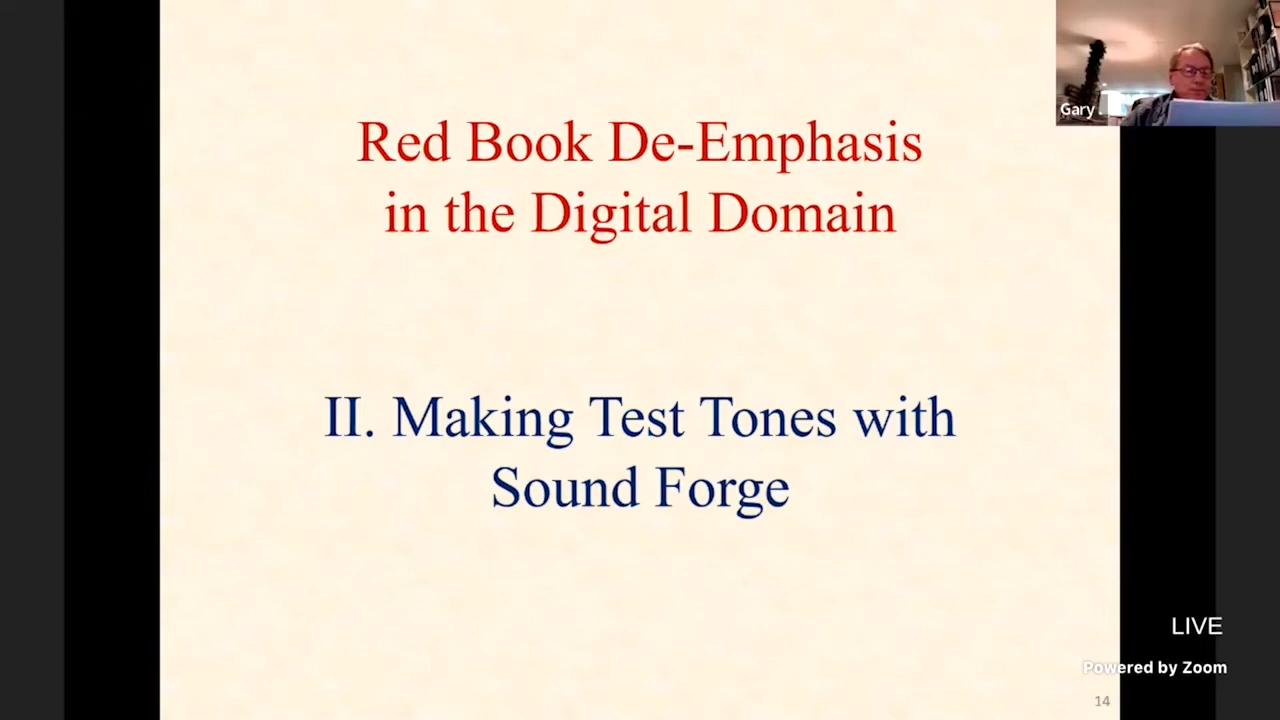 Red Book De-Emphasis
in the Digital Domain
II. Making Test Tones with
Sound Forge
Gary
LIVE
Powered by Zoom
14